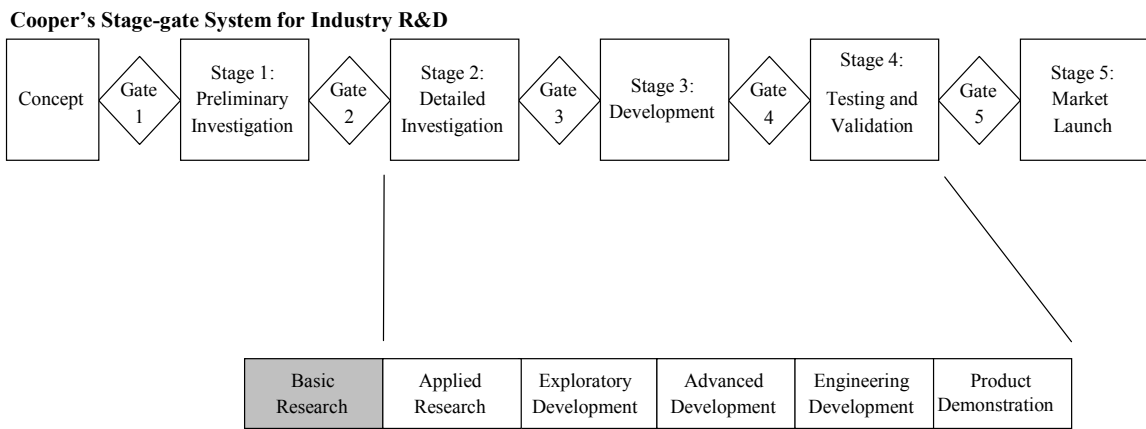 Cooper's Stage-gate System for Industry R&D
Concept
Gate
1
Stage 1:
Preliminary
Investigation
Gate
2
Stage 2:
Detailed
Investigation
Gate
3
Stage 3:
Development
Gate
4
Stage 4:
Testing and
Validation
Gate
5
Stage 5:
Market
Launch
Basic
Research
Applied
Research
Exploratory
Development
Advanced
Development
Engineering
Development
Product
Demonstration